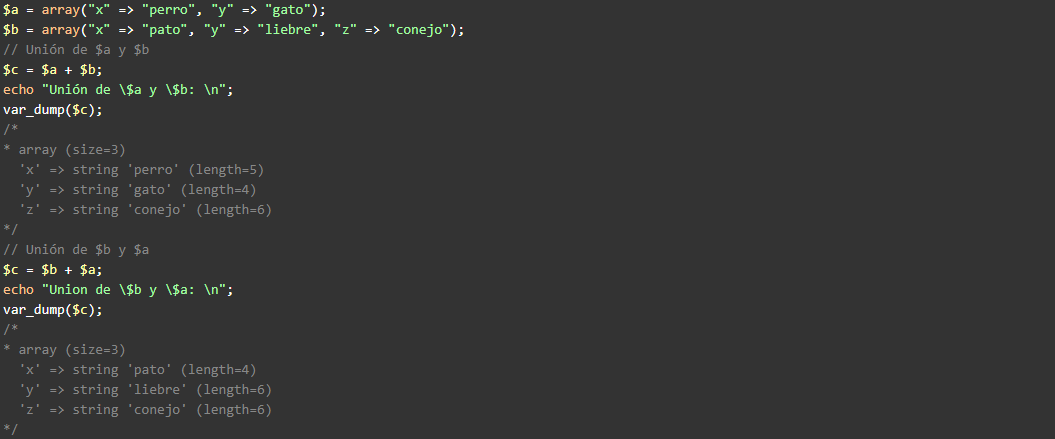 $a = array("x" => "perro", "y" => "gato");
$b = array("x" => "pato", "y" => "liebre", "z" => "conejo");
// Unión de $a y $b
$c = $a + $b;
echo "Unión de \$a y \$b: \n";
var_dump($c);
/*
* array (size=3)
  'x' => string 'perro' (length=5)
  'y' => string 'gato' (length=4)
  'z' => string 'conejo' (length=6)
*/
// Unión de $b y $a
$c = $b + $a;
echo "Union de \$b y \$a: \n";
var_dump($c);
/*
* array (size=3)
  'x' => string 'pato' (length=4)
  'y' => string 'liebre' (length=6)
  'z' => string 'conejo' (length=6)
*/